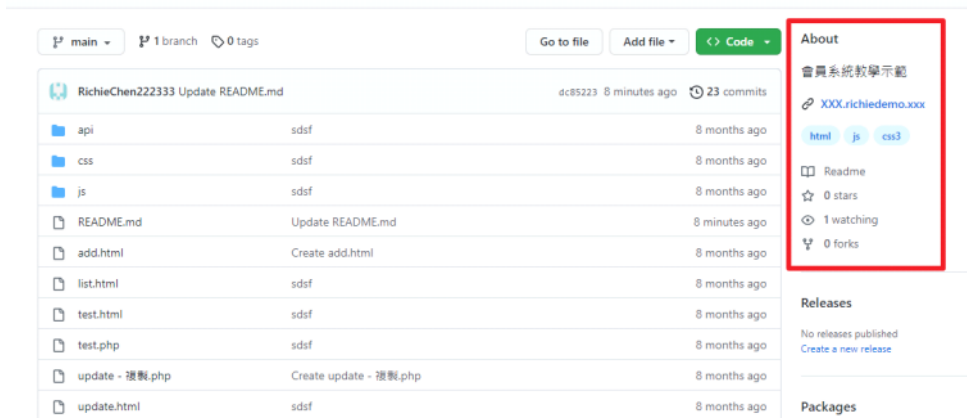 main 1 branch 0 tags Go to file Add file <> Code
RichieChen222333 Update README.md dc85223 8 minutes ago 23 commits
api sdsf 8 months ago
css sdsf 8 months ago
js sdsf 8 months ago
README.md Update README.md 8 minutes ago
add.html Create add.html 8 months ago
list.html sdsf 8 months ago
test.html sdsf 8 months ago
test.php sdsf 8 months ago
update - 複製.php Create update - 複製.php 8 months ago
update.html sdsf 8 months ago
About
會員系統教學示範
XXX.richiedemo.xxx
html js css3
Readme
0 stars
1 watching
0 forks
Releases
No releases published
Create a new release
Packages